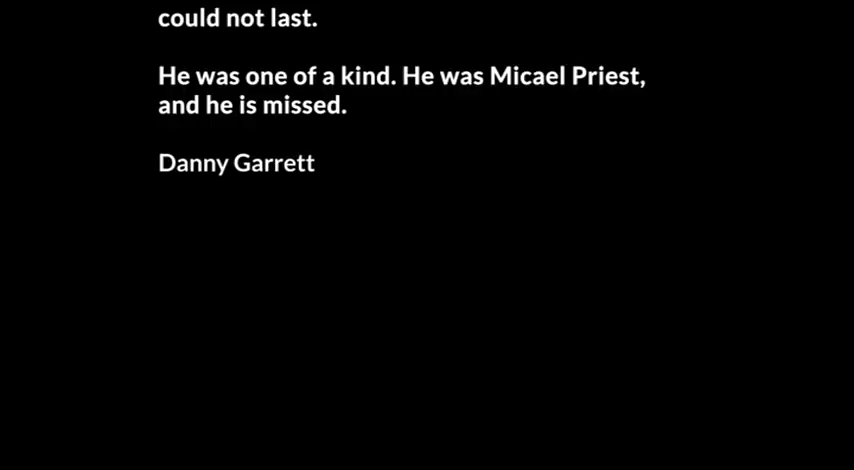 could not last.
He was one of a kind. He was Micael Priest,
and he is missed.
Danny Garrett